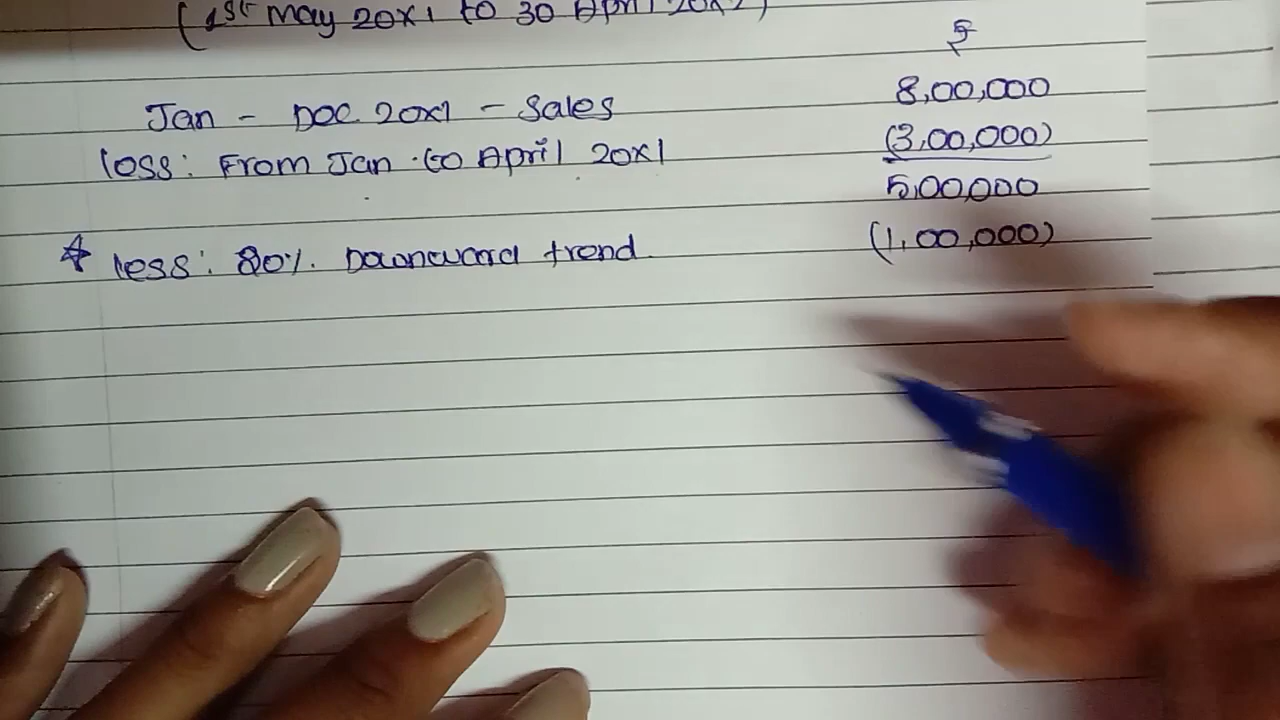 (1st May 20x1 to 30 April 20x2)
₹
Jan - Dec 20x1 - Sales 8,00,000
less: From Jan to April 20x1 (3,00,000)
5,00,000
* less: 20%. Downward trend (1,00,000)